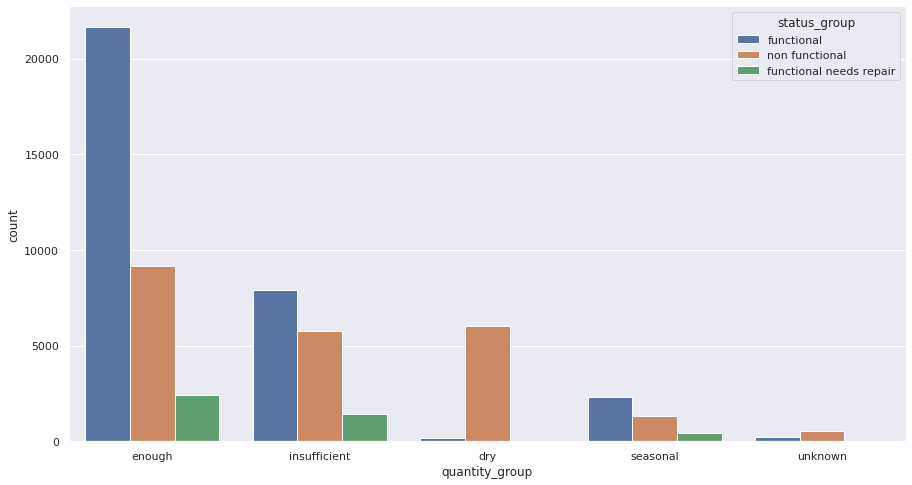 status_group
functional
non functional
functional needs repair
20000
15000
10000
5000
0
count
enough
insufficient
dry
seasonal
unknown
quantity_group